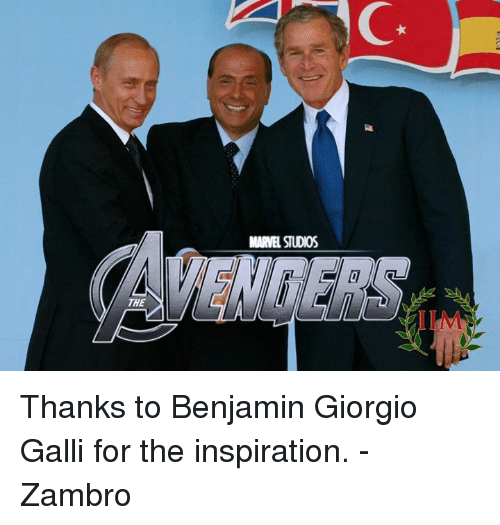 MARVEL STUDIOS
THE AVENGERS
IIM
Thanks to Benjamin Giorgio
Galli for the inspiration. -
Zambro